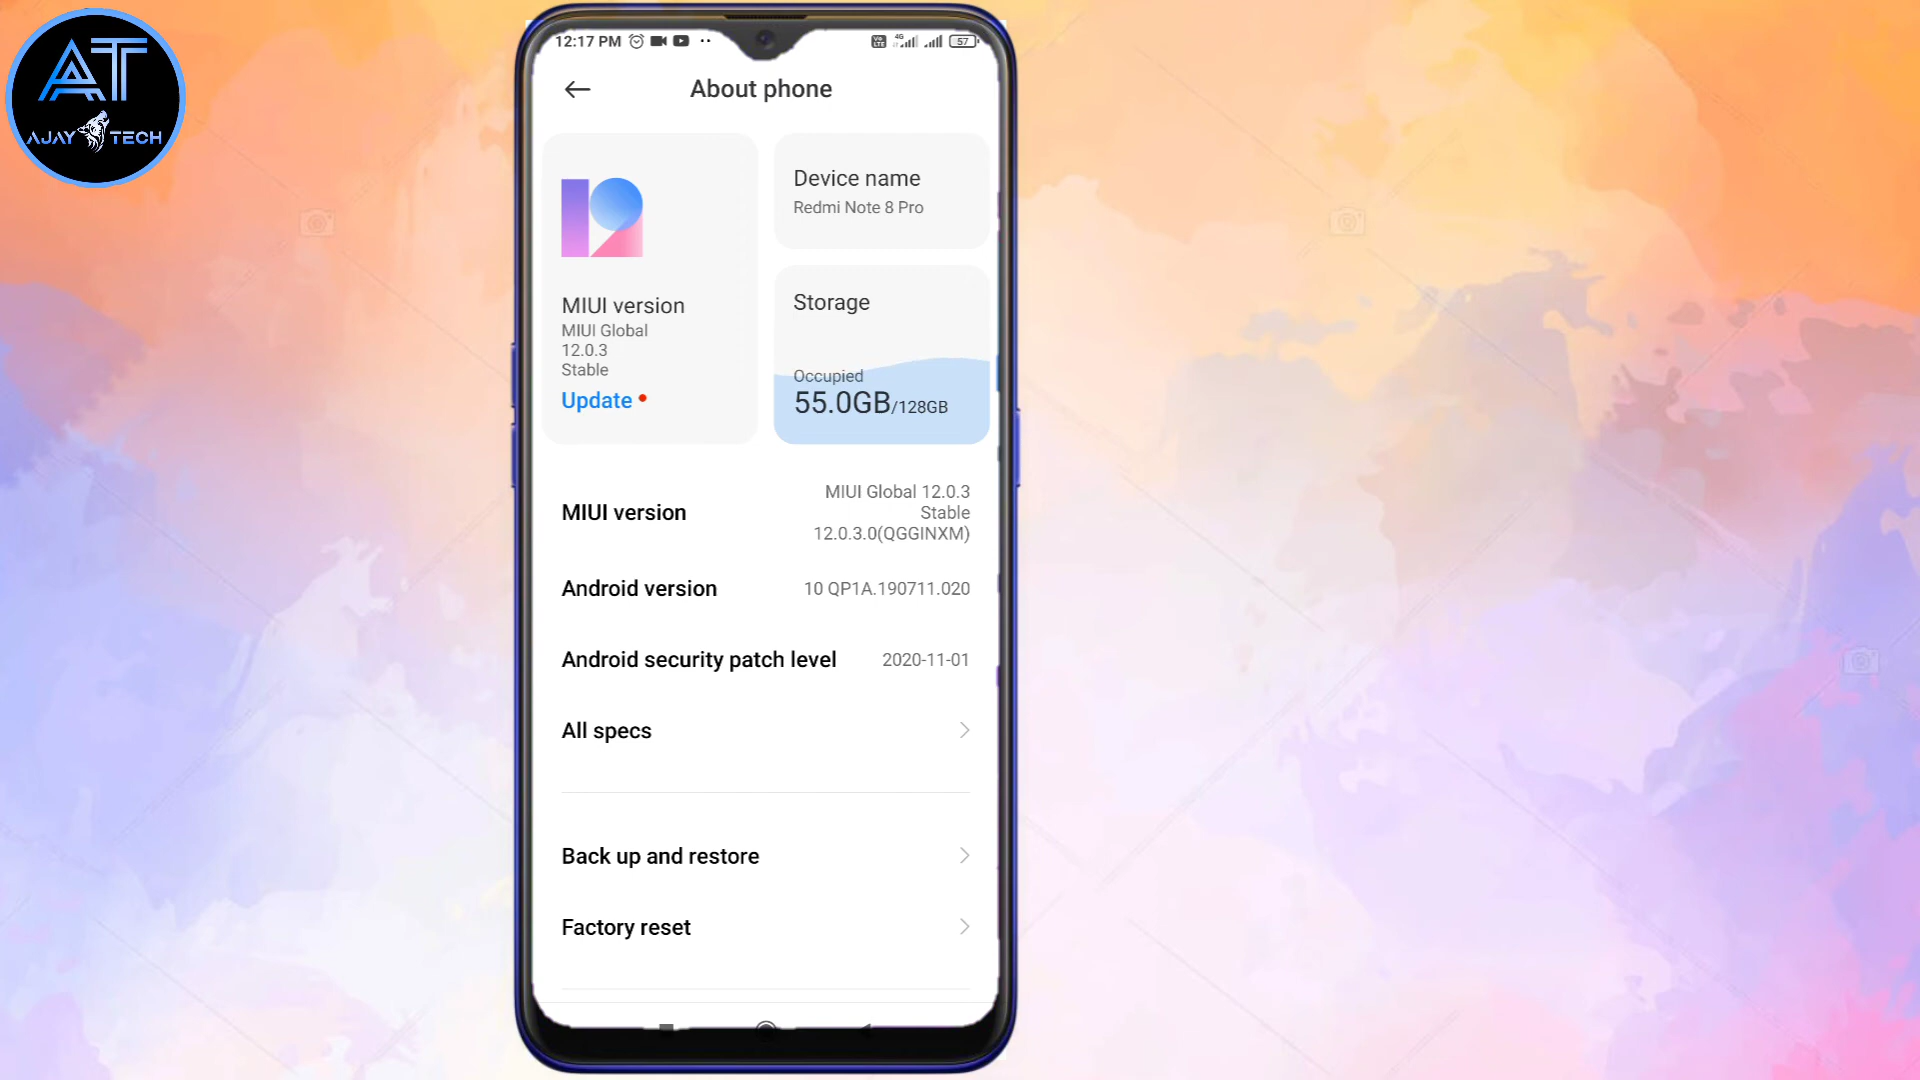 AT
AJAY TECH
12:17 PM
4G
57
About phone
MIUI version
MIUI Global
12.0.3
Stable
Update
Device name
Redmi Note 8 Pro
Storage
Occupied
55.0GB/128GB
MIUI version
MIUI Global 12.0.3
Stable
12.0.3.0(QGGINXM)
Android version
10 QP1A.190711.020
Android security patch level
2020-11-01
All specs
Back up and restore
Factory reset